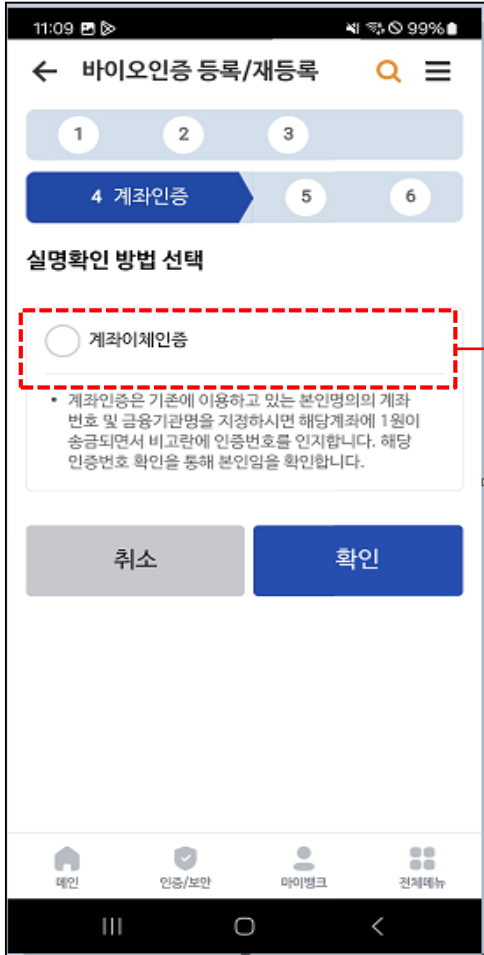 11:09 99%
바이오인증 등록/재등록
1 2 3
4 계좌인증 5 6
실명확인 방법 선택
계좌이체인증
• 계좌인증은 기존에 이용하고 있는 본인명의의 계좌
번호 및 금융기관명을 지정하시면 해당계좌에 1원이
송금되면서 비고란에 인증번호를 인지합니다. 해당
인증번호 확인을 통해 본인임을 확인합니다.
취소 확인
메인 인증/보안 마이뱅크 전체메뉴